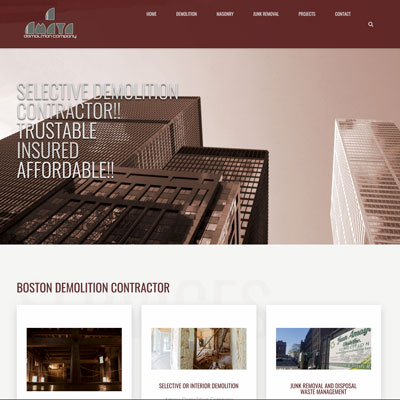 AMAYA
demolition company
HOME
DEMOLITION
MASONRY
JUNK REMOVAL
PROJECTS
CONTACT
SELECTIVE DEMOLITION
CONTRACTOR!!
TRUSTABLE
INSURED
AFFORDABLE!!
BOSTON DEMOLITION CONTRACTOR
SELECTIVE OR INTERIOR DEMOLITION
JUNK REMOVAL AND DISPOSAL
WASTE MANAGEMENT